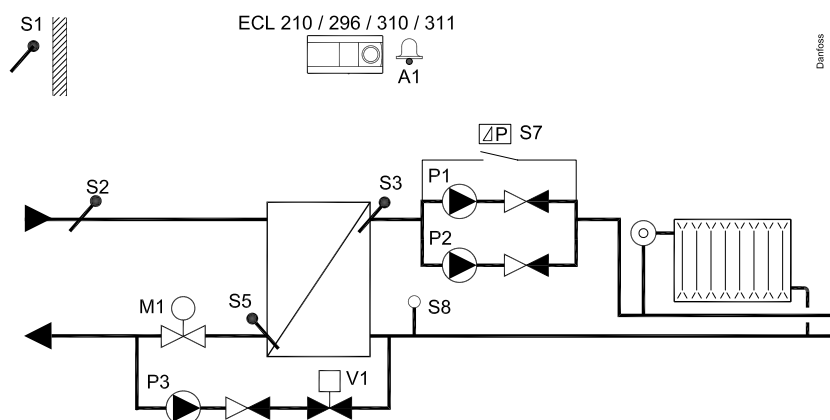 S1
ECL 210 / 296 / 310 / 311
A1
Danfoss
⊿P S7
S2
S3
P1
P2
M1
S5
S8
P3
V1